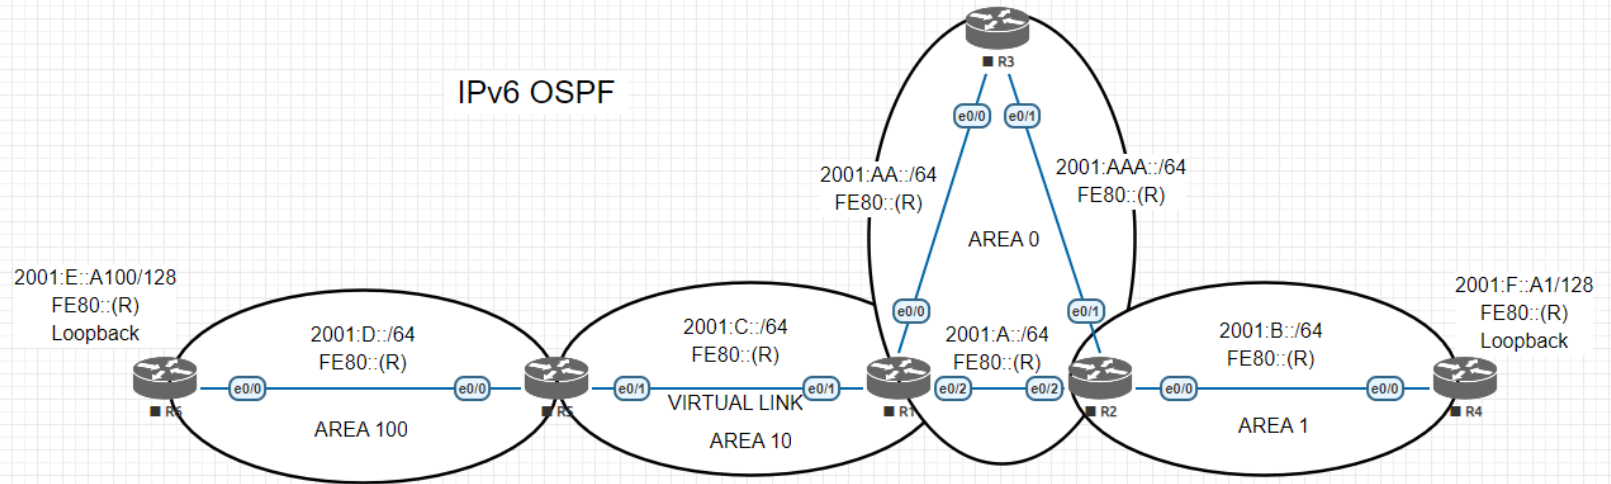 IPv6 OSPF
R3
e0/0
e0/1
2001:AA::/64
FE80::(R)
2001:AAA::/64
FE80::(R)
AREA 0
2001:E::A100/128
FE80::(R)
Loopback
2001:D::/64
FE80::(R)
2001:C::/64
FE80::(R)
e0/0
2001:A::/64
FE80::(R)
e0/1
2001:B::/64
FE80::(R)
2001:F::A1/128
FE80::(R)
Loopback
e0/0
e0/0
e0/1
VIRTUAL LINK
e0/1
e0/2
e0/2
e0/0
e0/0
R6
R5
R1
R2
R4
AREA 100
AREA 10
AREA 1